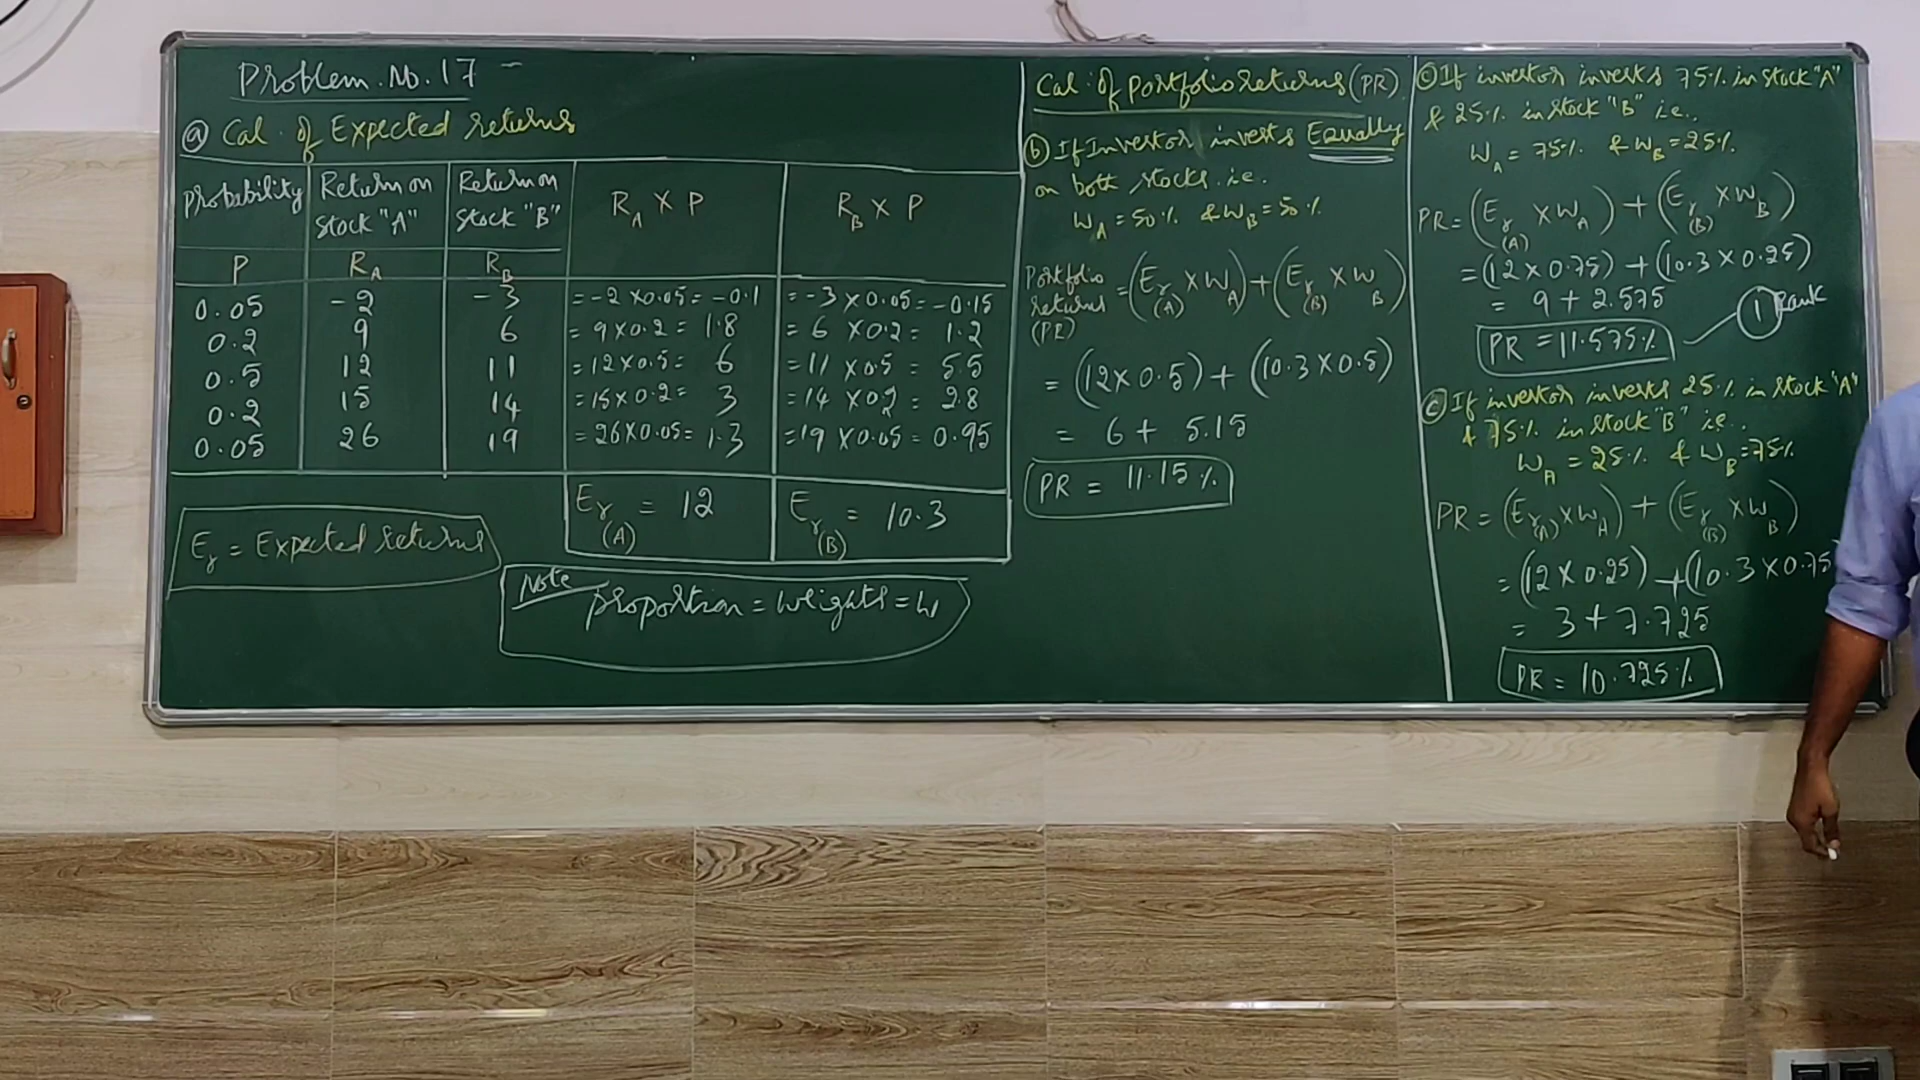 Problem.No.17 -
(a) Cal. of Expected returns
Probability | Return on Stock "A" | Return on Stock "B" | R_A X P | R_B X P
P | R_A | R_B
0.05 | -2 | -3 | = -2 x 0.05 = -0.1 | = -3 x 0.05 = -0.15
0.2 | 9 | 6 | = 9 x 0.2 = 1.8 | = 6 x 0.2 = 1.2
0.5 | 12 | 11 | = 12 x 0.5 = 6 | = 11 x 0.5 = 5.5
0.2 | 15 | 14 | = 15 x 0.2 = 3 | = 14 x 0.2 = 2.8
0.05 | 26 | 19 | = 26 x 0.05 = 1.3 | = 19 x 0.05 = 0.95
E_r(A) = 12 | E_r(B) = 10.3
E_r = Expected returns
Note
proportion = weights = W
Cal. of Portfolio returns (PR)
(b) If Investor invests Equally
on both stocks i.e.
W_A = 50% & W_B = 50%
Portfolio returns (PR) = (E_r(A) x W_A) + (E_r(B) x W_B)
= (12 x 0.5) + (10.3 x 0.5)
= 6 + 5.15
PR = 11.15%
(c) If investor invests 75% in Stock "A"
& 25% in Stock "B" i.e..
W_A = 75% & W_B = 25%
PR = (E_r(A) x W_A) + (E_r(B) x W_B)
= (12 x 0.75) + (10.3 x 0.25)
= 9 + 2.575
PR = 11.575% (1) Rank
(c) If investor invests 25% in Stock "A"
& 75% in Stock "B" i.e..
W_A = 25% & W_B = 75%
PR = (E_r(A) x W_A) + (E_r(B) x W_B)
= (12 x 0.25) + (10.3 x 0.75
= 3 + 7.725
PR = 10.725%